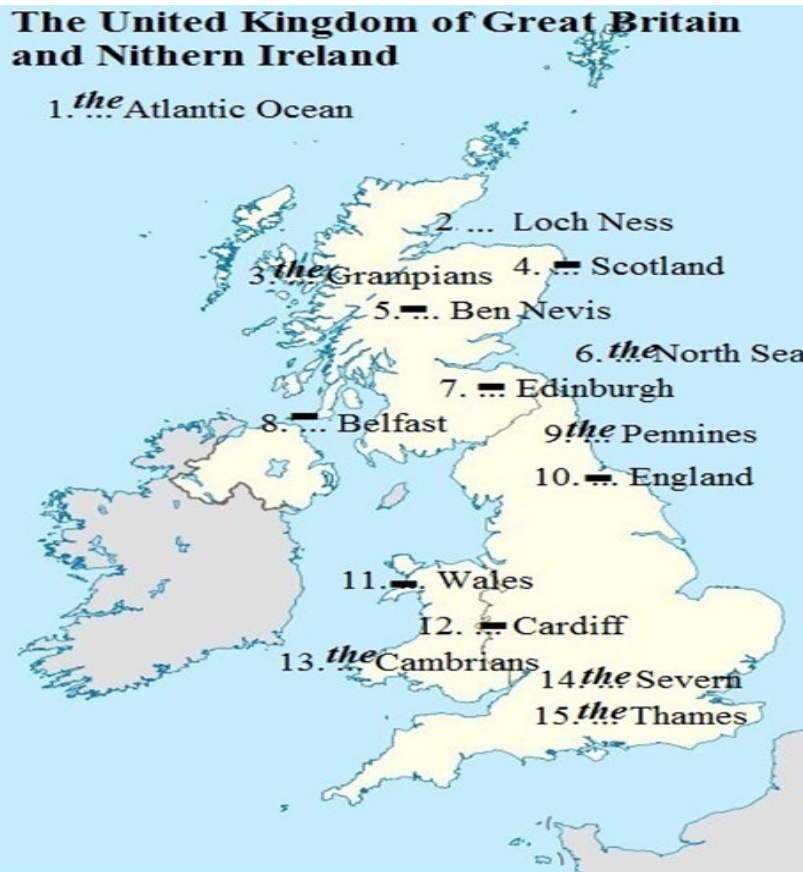 The United Kingdom of Great Britain
and Nithern Ireland
1. the ... Atlantic Ocean
2 ... Loch Ness
3. the ... Grampians
4. – ... Scotland
5. – ... Ben Nevis
6. the ... North Sea
7. – ... Edinburgh
8. – ... Belfast
9 the ... Pennines
10. – ... England
11. – ... Wales
12. – ... Cardiff
13. the ... Cambrians
14 the ... Severn
15. the ... Thames